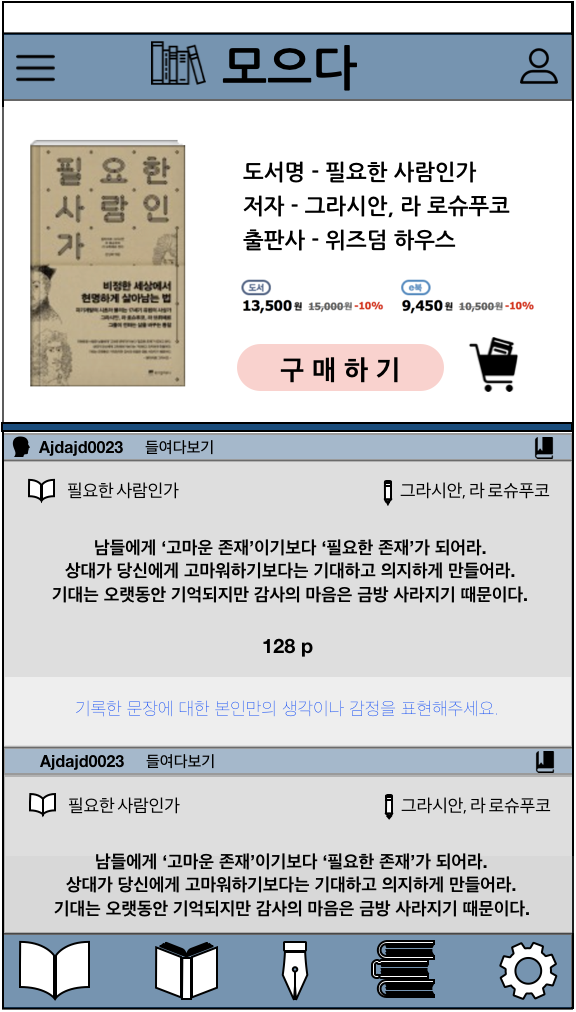 모으다
필요한
사람인
가
비정한 세상에서
현명하게 살아남는 법
도서명 - 필요한 사람인가
저자 - 그라시안, 라 로슈푸코
출판사 - 위즈덤 하우스
도서
e북
13,500원 15,000원 -10%
9,450원 10,500원 -10%
구 매 하 기
Ajdajd0023 들여다보기
필요한 사람인가
그라시안, 라 로슈푸코
남들에게 ‘고마운 존재’이기보다 ‘필요한 존재’가 되어라.
상대가 당신에게 고마워하기보다는 기대하고 의지하게 만들어라.
기대는 오랫동안 기억되지만 감사의 마음은 금방 사라지기 때문이다.
128 p
기록한 문장에 대한 본인만의 생각이나 감정을 표현해주세요.
Ajdajd0023 들여다보기
필요한 사람인가
그라시안, 라 로슈푸코
남들에게 ‘고마운 존재’이기보다 ‘필요한 존재’가 되어라.
상대가 당신에게 고마워하기보다는 기대하고 의지하게 만들어라.
기대는 오랫동안 기억되지만 감사의 마음은 금방 사라지기 때문이다.